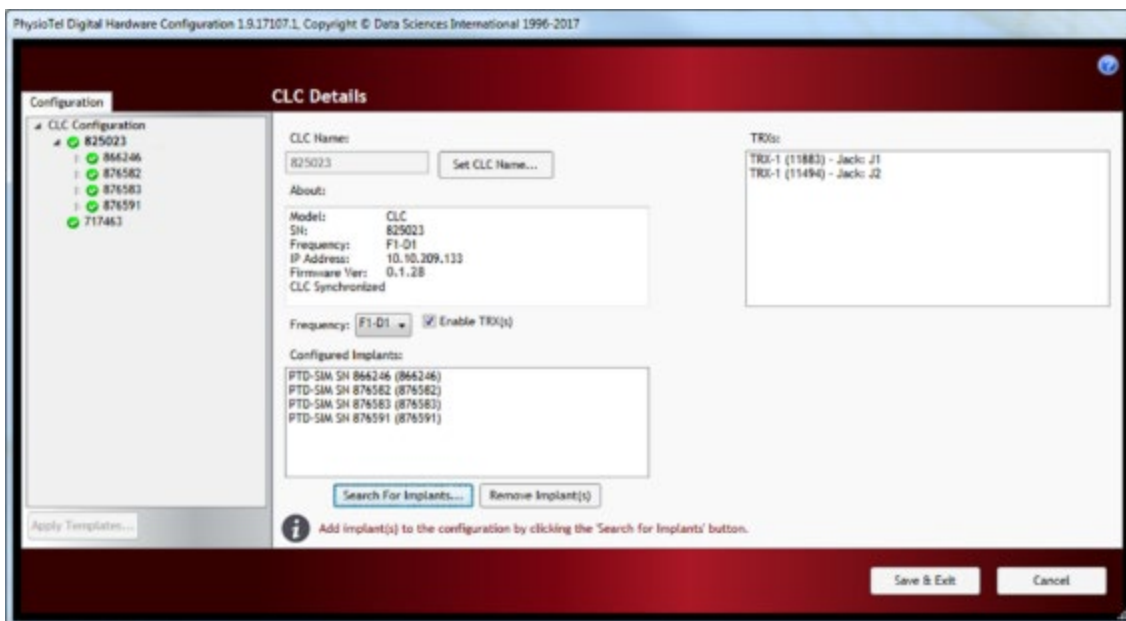 PhysioTel Digital Hardware Configuration 1.9.17107.1, Copyright © Data Sciences International 1996-2017
Configuration
CLC Details
CLC Configuration
825023
866246
876582
876583
876591
717463
Apply Templates...
CLC Name:
825023
Set CLC Name...
About:
Model: CLC
SN: 825023
Frequency: F1-D1
IP Address: 10.10.209.133
Firmware Ver: 0.1.28
CLC Synchronized
Frequency: F1-D1 Enable TRX(s)
Configured Implants:
PTD-SIM SN 866246 (866246)
PTD-SIM SN 876582 (876582)
PTD-SIM SN 876583 (876583)
PTD-SIM SN 876591 (876591)
Search For Implants...
Remove Implant(s)
Add implant(s) to the configuration by clicking the 'Search for Implants' button.
TRXs:
TRX-1 (11883) - Jack: J1
TRX-1 (11494) - Jack: J2
Save & Exit
Cancel